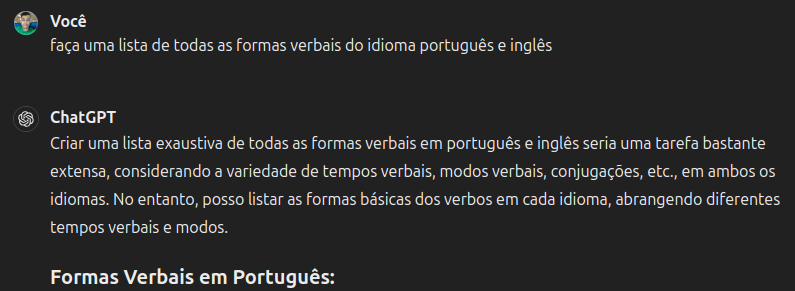 Você
faça uma lista de todas as formas verbais do idioma português e inglês
ChatGPT
Criar uma lista exaustiva de todas as formas verbais em português e inglês seria uma tarefa bastante
extensa, considerando a variedade de tempos verbais, modos verbais, conjugações, etc., em ambos os
idiomas. No entanto, posso listar as formas básicas dos verbos em cada idioma, abrangendo diferentes
tempos verbais e modos.
Formas Verbais em Português: